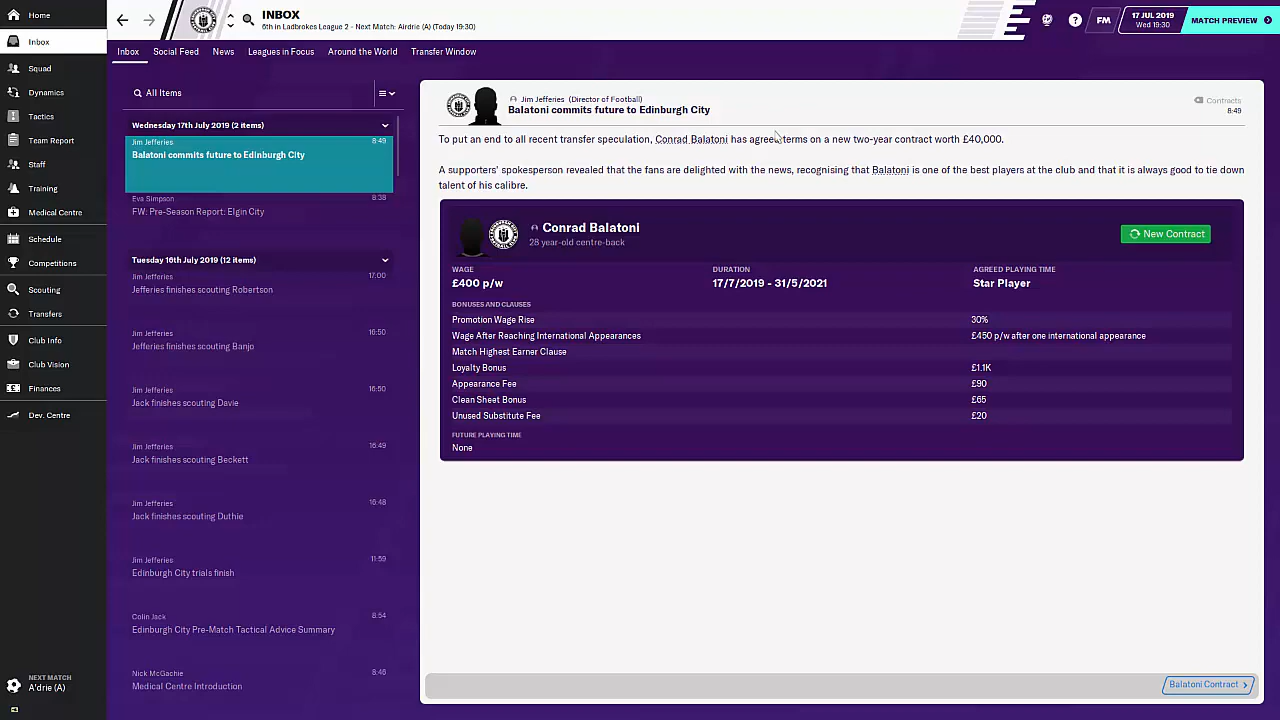 Home
Inbox
Squad
Dynamics
Tactics
Team Report
Staff
Training
Medical Centre
Schedule
Competitions
Scouting
Transfers
Club Info
Club Vision
Finances
Dev. Centre
NEXT MATCH
A'drie (A)
INBOX
6th in Ladbrokes League 2 - Next Match: Airdrie (A) (Today 19:30)
FM
17 JUL 2019
Wed 19:30
MATCH PREVIEW
Inbox Social Feed News Leagues in Focus Around the World Transfer Window
All Items
Wednesday 17th July 2019 (2 items)
Jim Jefferies 8:49
Balatoni commits future to Edinburgh City
Eva Simpson 8:38
FW: Pre-Season Report: Elgin City
Tuesday 16th July 2019 (12 items)
Jim Jefferies 17:00
Jefferies finishes scouting Robertson
Jim Jefferies 16:50
Jefferies finishes scouting Banjo
Jim Jefferies 16:50
Jack finishes scouting Davie
Jim Jefferies 16:49
Jack finishes scouting Beckett
Jim Jefferies 16:48
Jack finishes scouting Duthie
Jim Jefferies 11:59
Edinburgh City trials finish
Colin Jack 8:54
Edinburgh City Pre-Match Tactical Advice Summary
Nick McGachie 8:46
Medical Centre Introduction
Jim Jefferies (Director of Football)
Balatoni commits future to Edinburgh City
Contracts
8:49
To put an end to all recent transfer speculation, Conrad Balatoni has agreed terms on a new two-year contract worth £40,000.
A supporters' spokesperson revealed that the fans are delighted with the news, recognising that Balatoni is one of the best players at the club and that it is always good to tie down
talent of his calibre.
Conrad Balatoni
28 year-old centre-back
New Contract
WAGE DURATION AGREED PLAYING TIME
£400 p/w 17/7/2019 - 31/5/2021 Star Player
BONUSES AND CLAUSES
Promotion Wage Rise 30%
Wage After Reaching International Appearances £450 p/w after one international appearance
Match Highest Earner Clause
Loyalty Bonus £1.1K
Appearance Fee £90
Clean Sheet Bonus £65
Unused Substitute Fee £20
FUTURE PLAYING TIME
None
Balatoni Contract